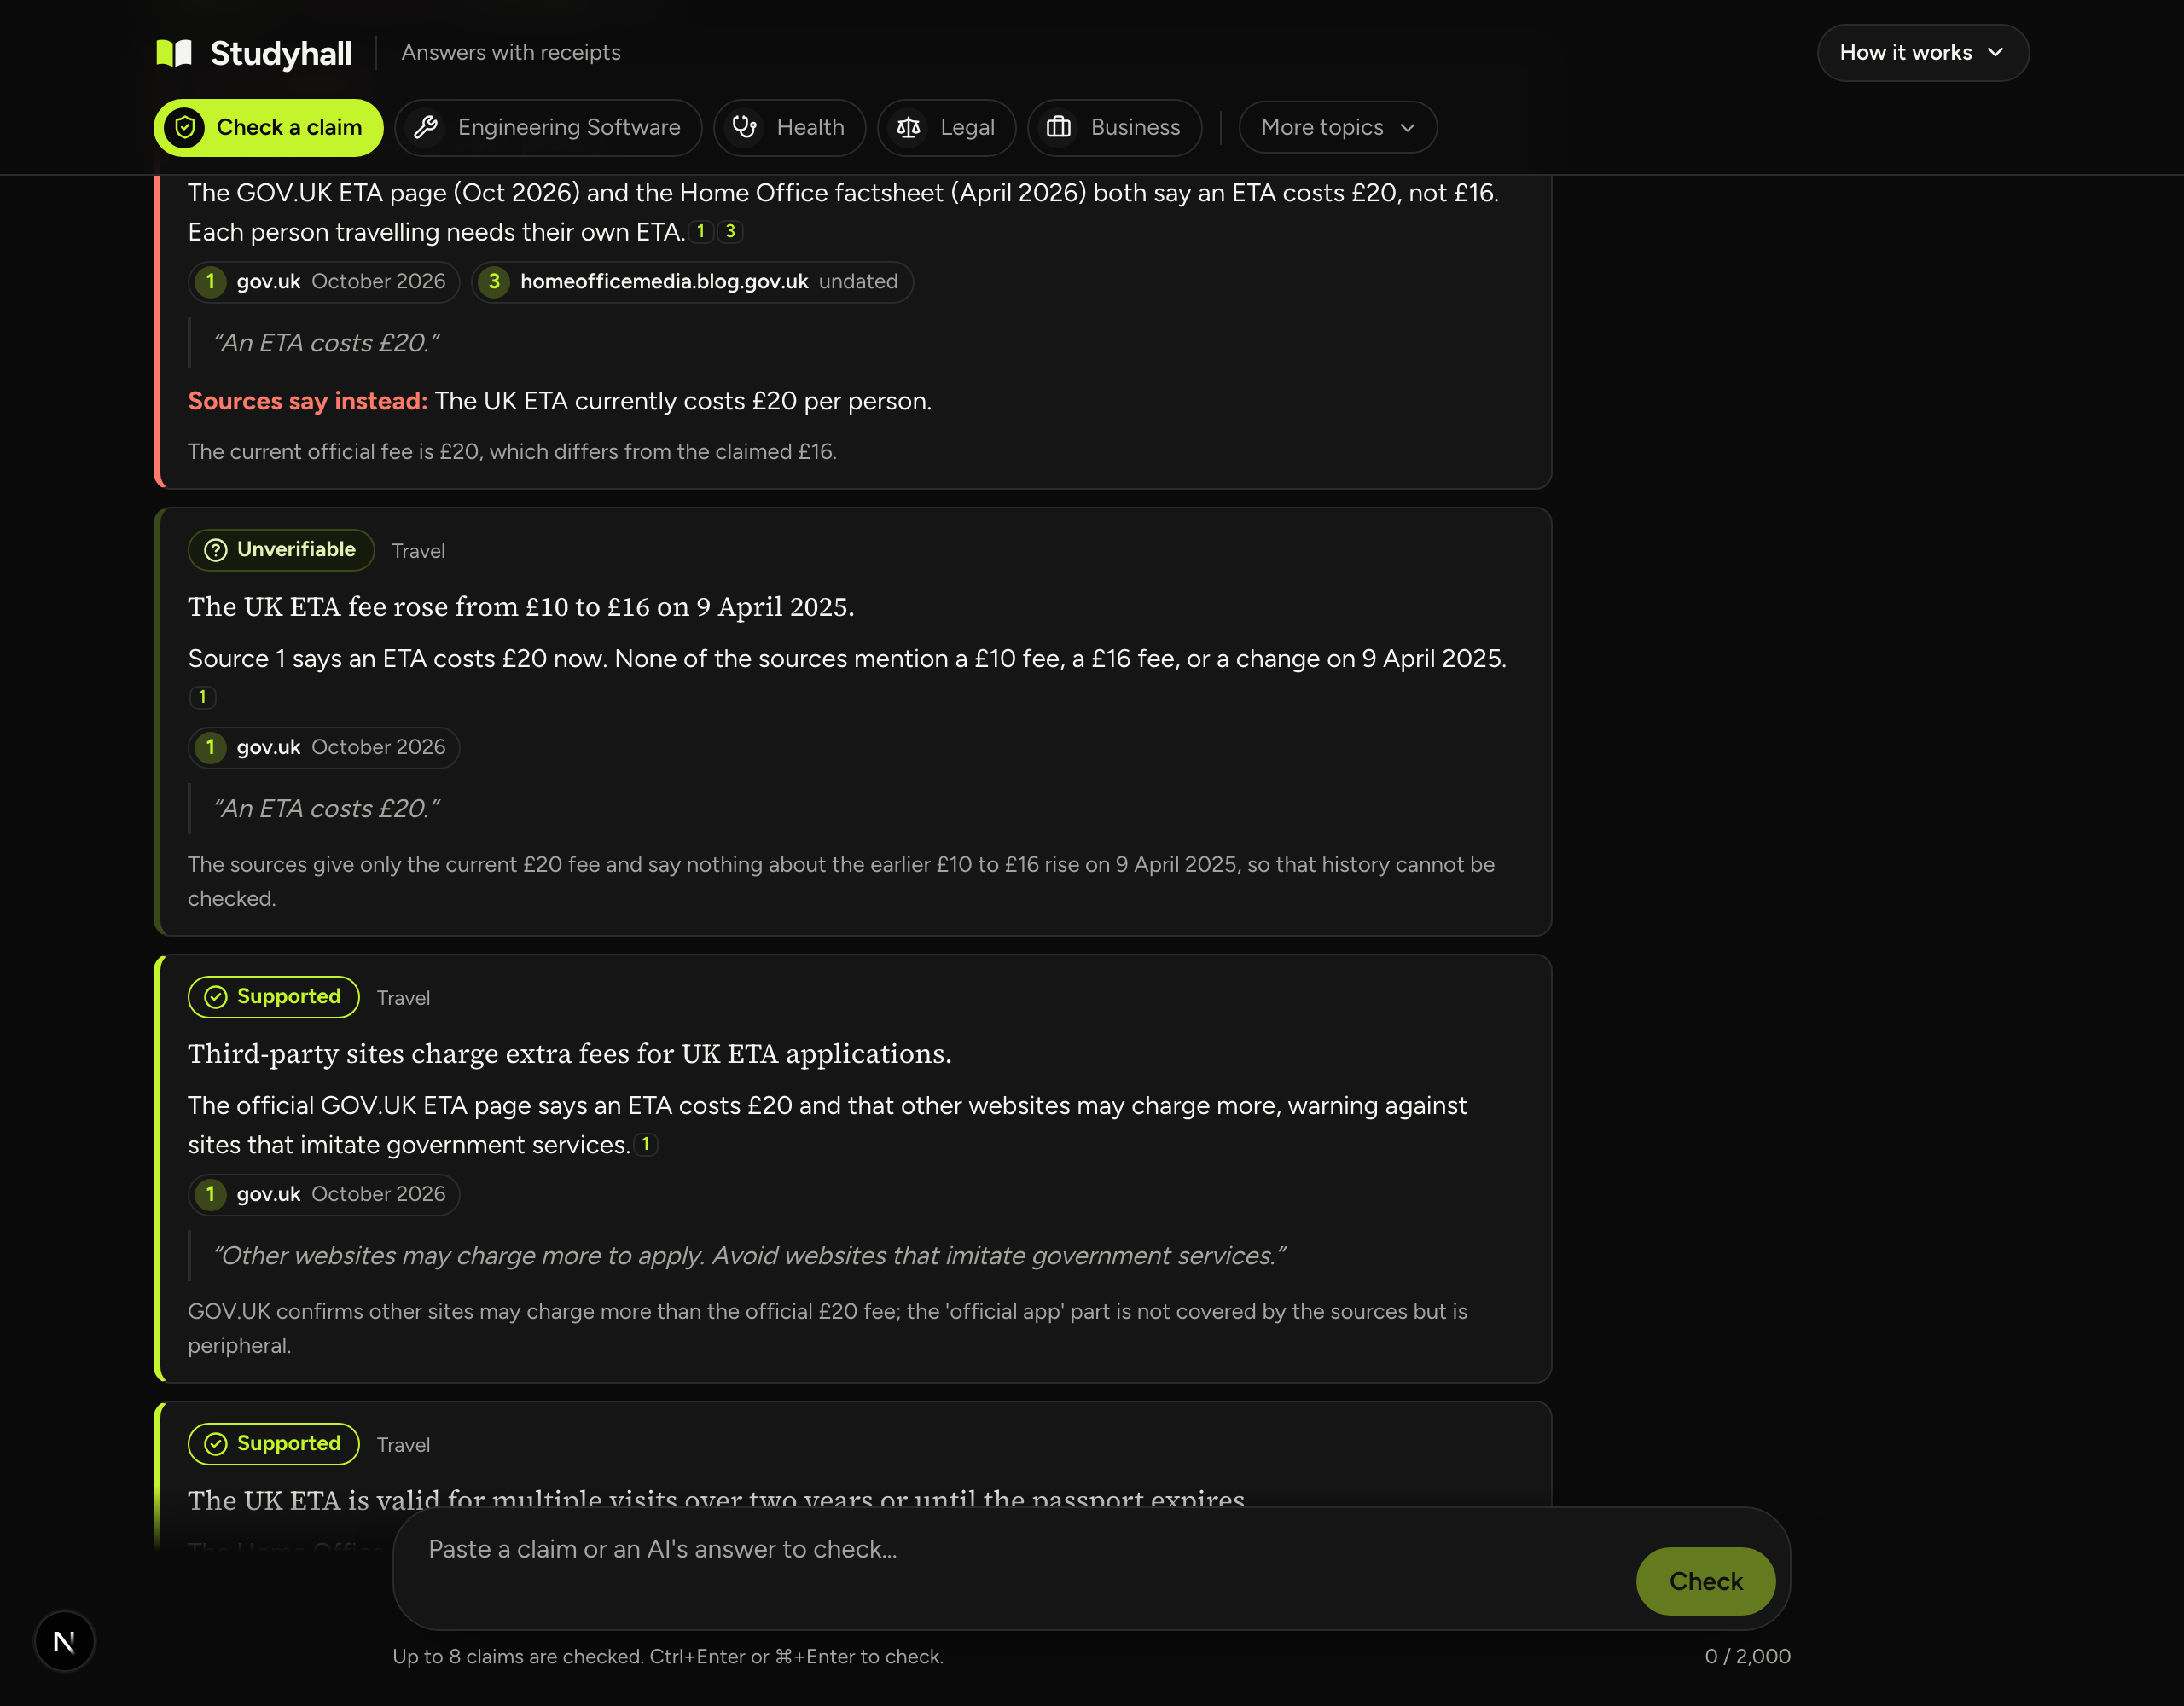 Studyhall
Answers with receipts
How it works
Check a claim
Engineering Software
Health
Legal
Business
More topics
The GOV.UK ETA page (Oct 2026) and the Home Office factsheet (April 2026) both say an ETA costs £20, not £16.
Each person travelling needs their own ETA. 1 3
1 gov.uk October 2026 3 homeofficemedia.blog.gov.uk undated
“An ETA costs £20.”
Sources say instead: The UK ETA currently costs £20 per person.
The current official fee is £20, which differs from the claimed £16.
Unverifiable Travel
The UK ETA fee rose from £10 to £16 on 9 April 2025.
Source 1 says an ETA costs £20 now. None of the sources mention a £10 fee, a £16 fee, or a change on 9 April 2025.
1
1 gov.uk October 2026
“An ETA costs £20.”
The sources give only the current £20 fee and say nothing about the earlier £10 to £16 rise on 9 April 2025, so that history cannot be
checked.
Supported Travel
Third-party sites charge extra fees for UK ETA applications.
The official GOV.UK ETA page says an ETA costs £20 and that other websites may charge more, warning against
sites that imitate government services. 1
1 gov.uk October 2026
“Other websites may charge more to apply. Avoid websites that imitate government services.”
GOV.UK confirms other sites may charge more than the official £20 fee; the 'official app' part is not covered by the sources but is
peripheral.
Supported Travel
The UK ETA is valid for multiple visits over two years or until the passport expires
The Home Office
Paste a claim or an AI's answer to check...
Check
N
Up to 8 claims are checked. Ctrl+Enter or ⌘+Enter to check.
0 / 2,000